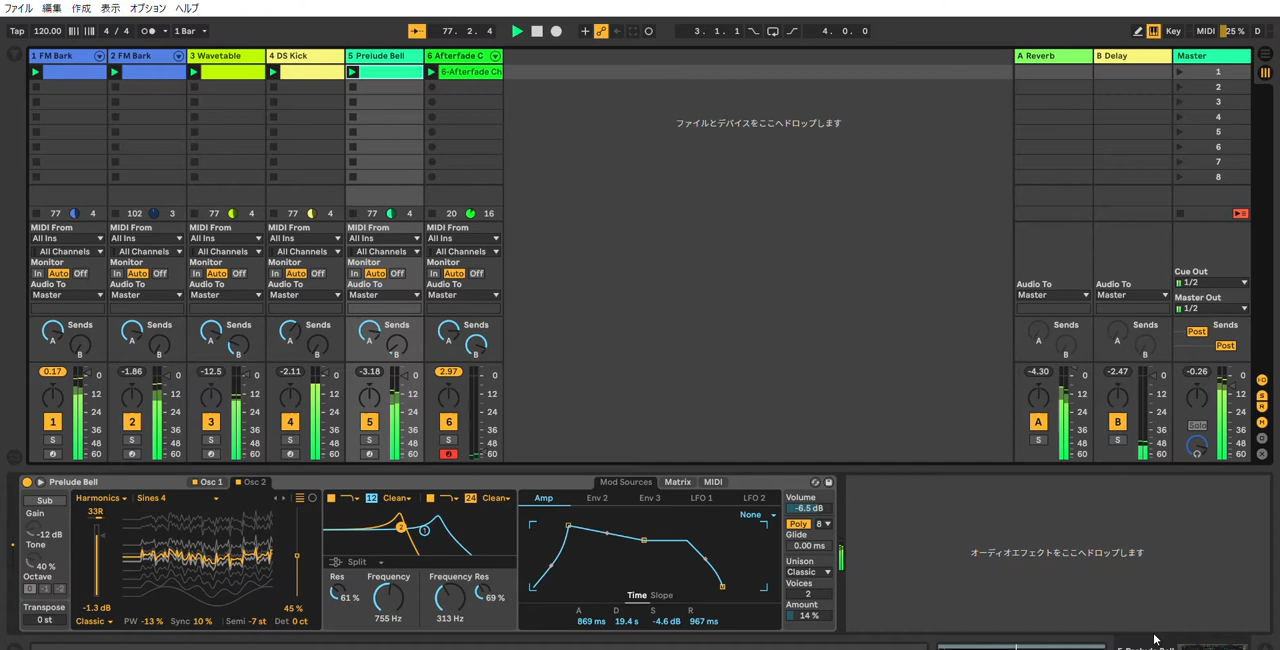 ファイル 編集 作成 表示 オプション ヘルプ
Tap 120.00 4 / 4 1 Bar 77. 2. 4 3. 1. 1 4. 0. 0 Key MIDI 25 % D
1 FM Bark 2 FM Bark 3 Wavetable 4 DS Kick 5 Prelude Bell 6 Afterfade C A Reverb B Delay Master
6-Afterfade Ch 1
2
3
4
5
6
7
8
ファイルとデバイスをここへドロップします
77 4 102 3 77 4 77 4 77 4 20 16
MIDI From MIDI From MIDI From MIDI From MIDI From MIDI From
All Ins All Ins All Ins All Ins All Ins All Ins
All Channels All Channels All Channels All Channels All Channels All Channels
Monitor Monitor Monitor Monitor Monitor Monitor Cue Out
In Auto Off In Auto Off In Auto Off In Auto Off In Auto Off In Auto Off 1/2
Audio To Audio To Audio To Audio To Audio To Audio To Audio To Audio To Master Out
Master Master Master Master Master Master Master Master 1/2
Sends Sends Sends Sends Sends Sends Sends Sends Sends
A A A A A A A A Post
B B B B B B B B Post
0.17 -1.86 -12.5 -2.11 -3.18 2.97 -4.30 -2.47 -0.26
0 0 0 0 0 0 0 0 0
12 12 12 12 12 12 12 12 12
1 2 3 4 5 6 A B Solo
24 24 24 24 24 24 24 24 24
36 36 36 36 36 36 36 36 36
S S S S S S S S
48 48 48 48 48 48 48 48 48
60 60 60 60 60 60 60 60 60
Prelude Bell Osc 1 Osc 2 Mod Sources Matrix MIDI
Sub Harmonics Sines 4 12 Clean 24 Clean Amp Env 2 Env 3 LFO 1 LFO 2 Volume
-6.5 dB
Gain 33R None Poly 8
-12 dB Glide
Tone 0.00 ms
40 % Split Unison
Octave Res Frequency Frequency Res Classic
0 -1 -2 61 % 69 % Time Slope Voices
2
Transpose -1.3 dB 45 % 755 Hz 313 Hz A D S R Amount
0 st Classic PW -13 % Sync 10 % Semi -7 st Det 0 ct 869 ms 19.4 s -4.6 dB 967 ms 14 %
オーディオエフェクトをここへドロップします